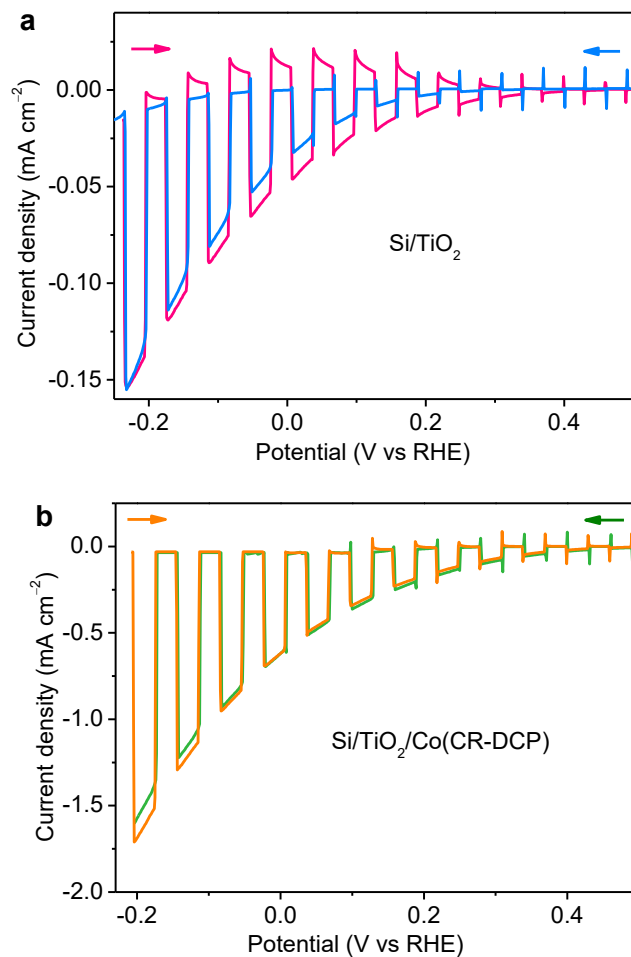 a
0.00
-0.05
-0.10
-0.15
Current density (mA cm⁻²)
Si/TiO₂
-0.2 0.0 0.2 0.4
Potential (V vs RHE)
b
0.0
-0.5
-1.0
-1.5
-2.0
Current density (mA cm⁻²)
Si/TiO₂/Co(CR-DCP)
-0.2 0.0 0.2 0.4
Potential (V vs RHE)